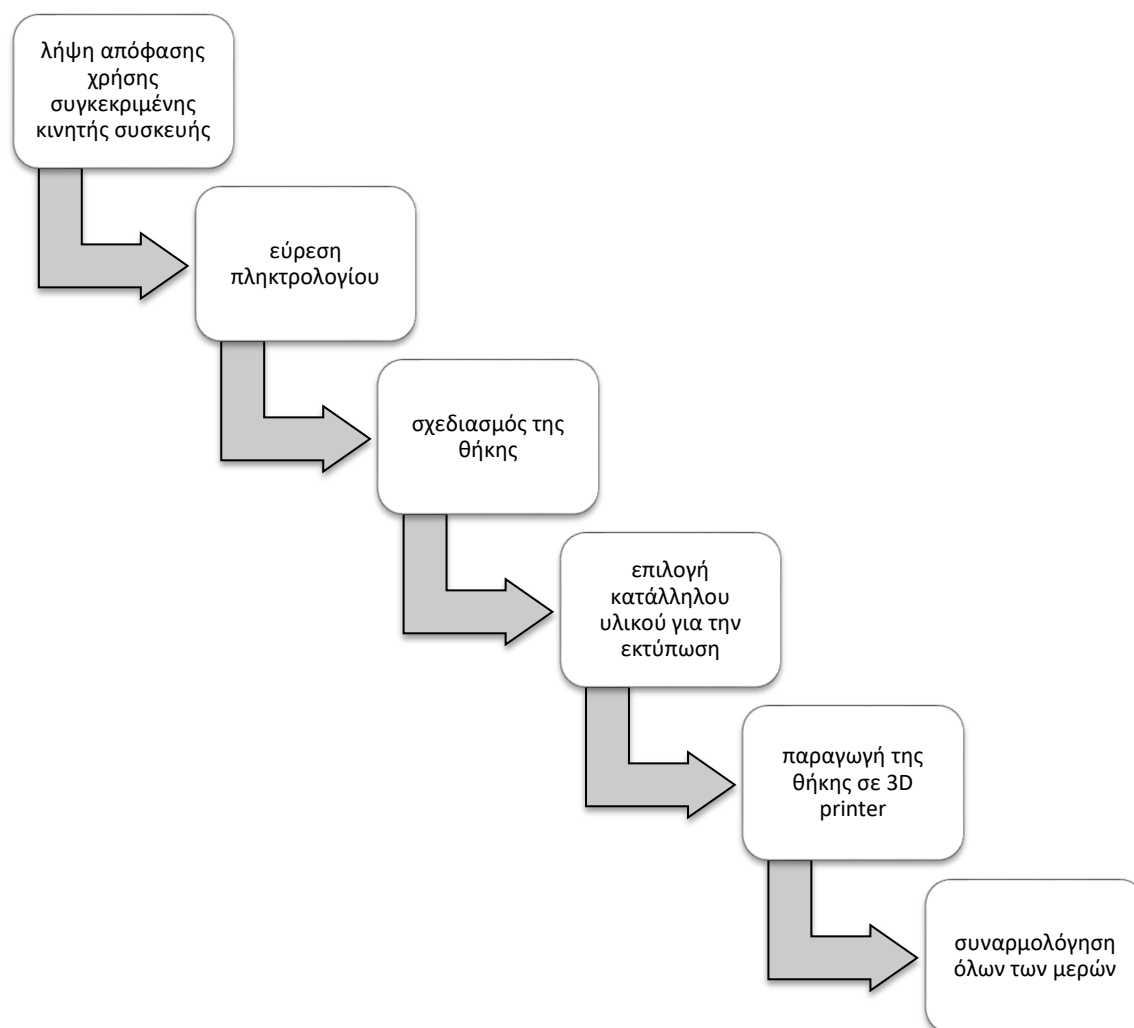 λήψη απόφασης
χρήσης
συγκεκριμένης
κινητής συσκευής
εύρεση
πληκτρολογίου
σχεδιασμός της
θήκης
επιλογή
κατάλληλου
υλικού για την
εκτύπωση
παραγωγή της
θήκης σε 3D
printer
συναρμολόγηση
όλων των μερών